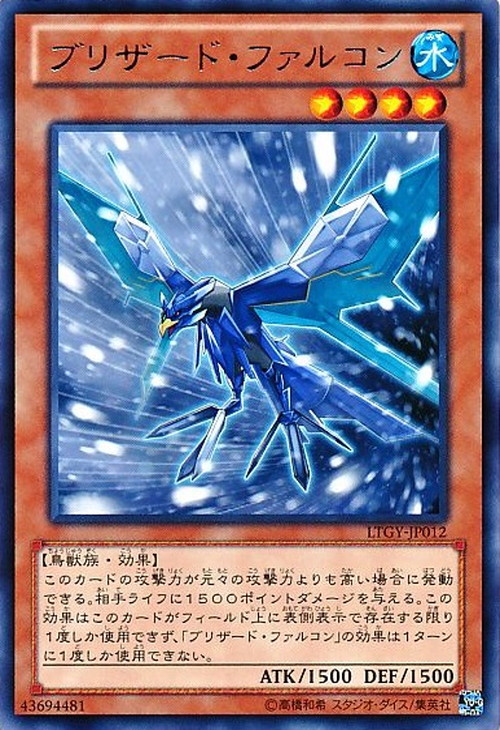 ブリザード・ファルコン
水
LTGY-JP012
【鳥獣族・効果】
このカードの攻撃力が元々の攻撃力よりも高い場合に発動
できる。相手ライフに1500ポイントダメージを与える。この
効果はこのカードがフィールド上に表側表示で存在する限り
1度しか使用できず、「ブリザード・ファルコン」の効果は1ターン
に1度しか使用できない。
ATK/1500 DEF/1500
43694481
©高橋和希 スタジオ・ダイス/集英社